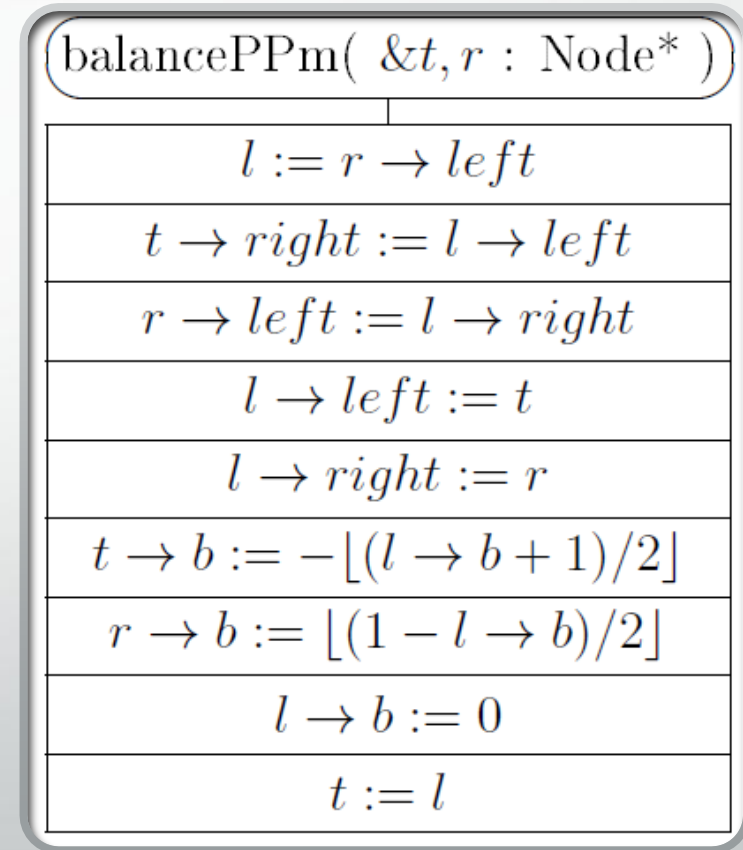 balancePPm( &t, r : Node* )
l := r → left
t → right := l → left
r → left := l → right
l → left := t
l → right := r
t → b := −⌊(l → b + 1)/2⌋
r → b := ⌊(1 − l → b)/2⌋
l → b := 0
t := l